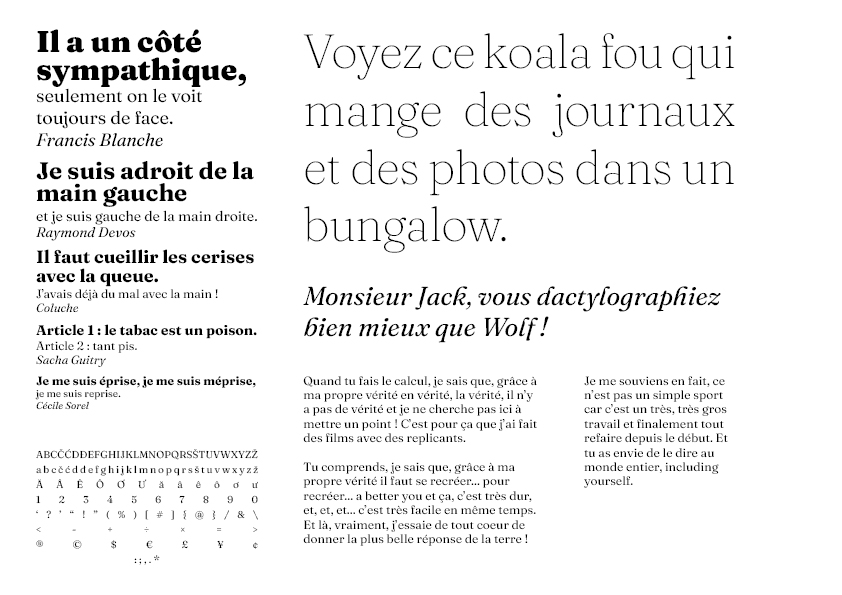 Il a un côté
sympathique,
seulement on le voit
toujours de face.
Francis Blanche
Je suis adroit de la
main gauche
et je suis gauche de la main droite.
Raymond Devos
Il faut cueillir les cerises
avec la queue.
J'avais déjà du mal avec la main !
Coluche
Article 1 : le tabac est un poison.
Article 2 : tant pis.
Sacha Guitry
Je me suis éprise, je me suis méprise,
je me suis reprise.
Cécile Sorel
ABCČĆDĐEFGHIJKLMNOPQRSŠTUVWXYZŽ
abcčćdđefghijklmnopqrsštuvwxyzž
Ă Â Ê Ô Ơ Ư ă â ê ô ơ ư
1 2 3 4 5 6 7 8 9 0
‘ ? ’ “ ! ” ( % ) [ # ] { @ } / & \
< - + ÷ × = >
® © $ € £ ¥ ¢
: ; , . *
Voyez ce koala fou qui
mange des journaux
et des photos dans un
bungalow.
Monsieur Jack, vous dactylographiez
bien mieux que Wolf !
Quand tu fais le calcul, je sais que, grâce à
ma propre vérité en vérité, la vérité, il n'y
a pas de vérité et je ne cherche pas ici à
mettre un point ! C'est pour ça que j'ai fait
des films avec des replicants.
Tu comprends, je sais que, grâce à ma
propre vérité il faut se recréer... pour
recréer... a better you et ça, c'est très dur,
et, et, et... c'est très facile en même temps.
Et là, vraiment, j'essaie de tout coeur de
donner la plus belle réponse de la terre !
Je me souviens en fait, ce
n'est pas un simple sport
car c'est un très, très gros
travail et finalement tout
refaire depuis le début. Et
tu as envie de le dire au
monde entier, including
yourself.